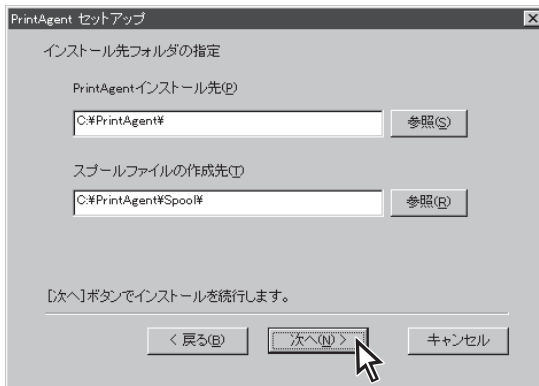 PrintAgent セットアップ
インストール先フォルダの指定
PrintAgentインストール先(P)
C:¥PrintAgent¥
参照(S)
スプールファイルの作成先(T)
C:¥PrintAgent¥Spool¥
参照(R)
[次へ]ボタンでインストールを続行します。
< 戻る(B)
次へ(N) >
キャンセル